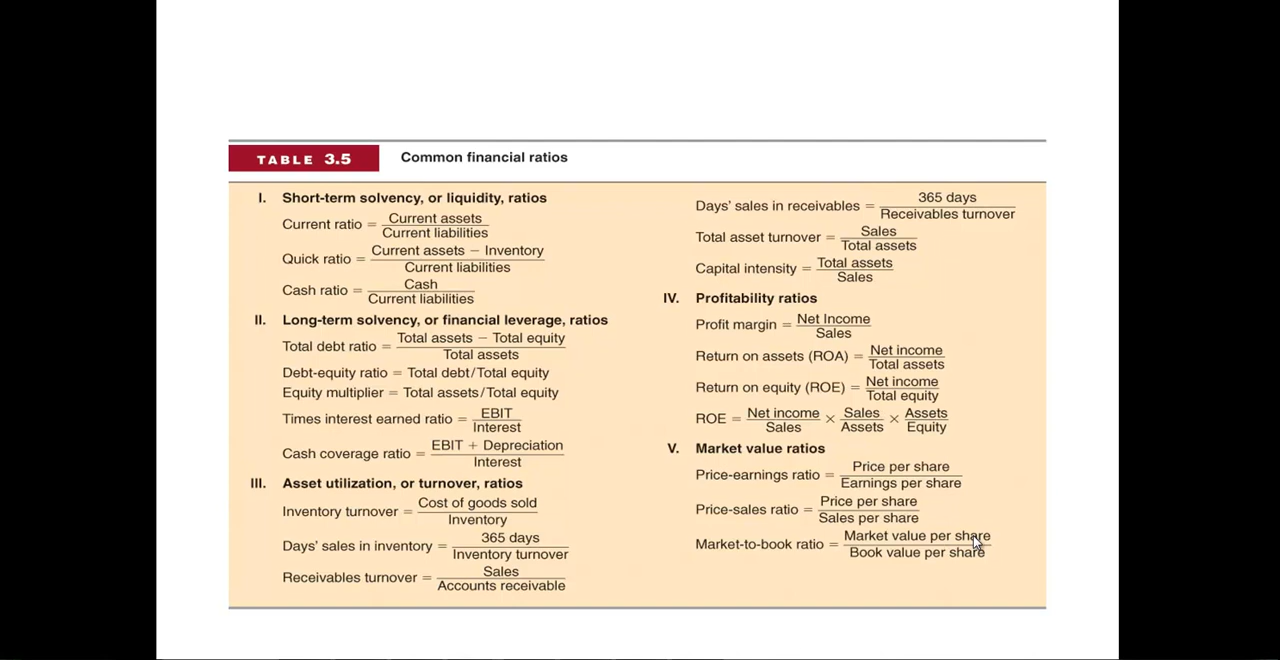 TABLE 3.5 Common financial ratios
I. Short-term solvency, or liquidity, ratios
Current ratio = Current assets / Current liabilities
Quick ratio = Current assets − Inventory / Current liabilities
Cash ratio = Cash / Current liabilities
II. Long-term solvency, or financial leverage, ratios
Total debt ratio = Total assets − Total equity / Total assets
Debt-equity ratio = Total debt/Total equity
Equity multiplier = Total assets/Total equity
Times interest earned ratio = EBIT / Interest
Cash coverage ratio = EBIT + Depreciation / Interest
III. Asset utilization, or turnover, ratios
Inventory turnover = Cost of goods sold / Inventory
Days' sales in inventory = 365 days / Inventory turnover
Receivables turnover = Sales / Accounts receivable
Days' sales in receivables = 365 days / Receivables turnover
Total asset turnover = Sales / Total assets
Capital intensity = Total assets / Sales
IV. Profitability ratios
Profit margin = Net Income / Sales
Return on assets (ROA) = Net income / Total assets
Return on equity (ROE) = Net income / Total equity
ROE = Net income / Sales × Sales / Assets × Assets / Equity
V. Market value ratios
Price-earnings ratio = Price per share / Earnings per share
Price-sales ratio = Price per share / Sales per share
Market-to-book ratio = Market value per share / Book value per share